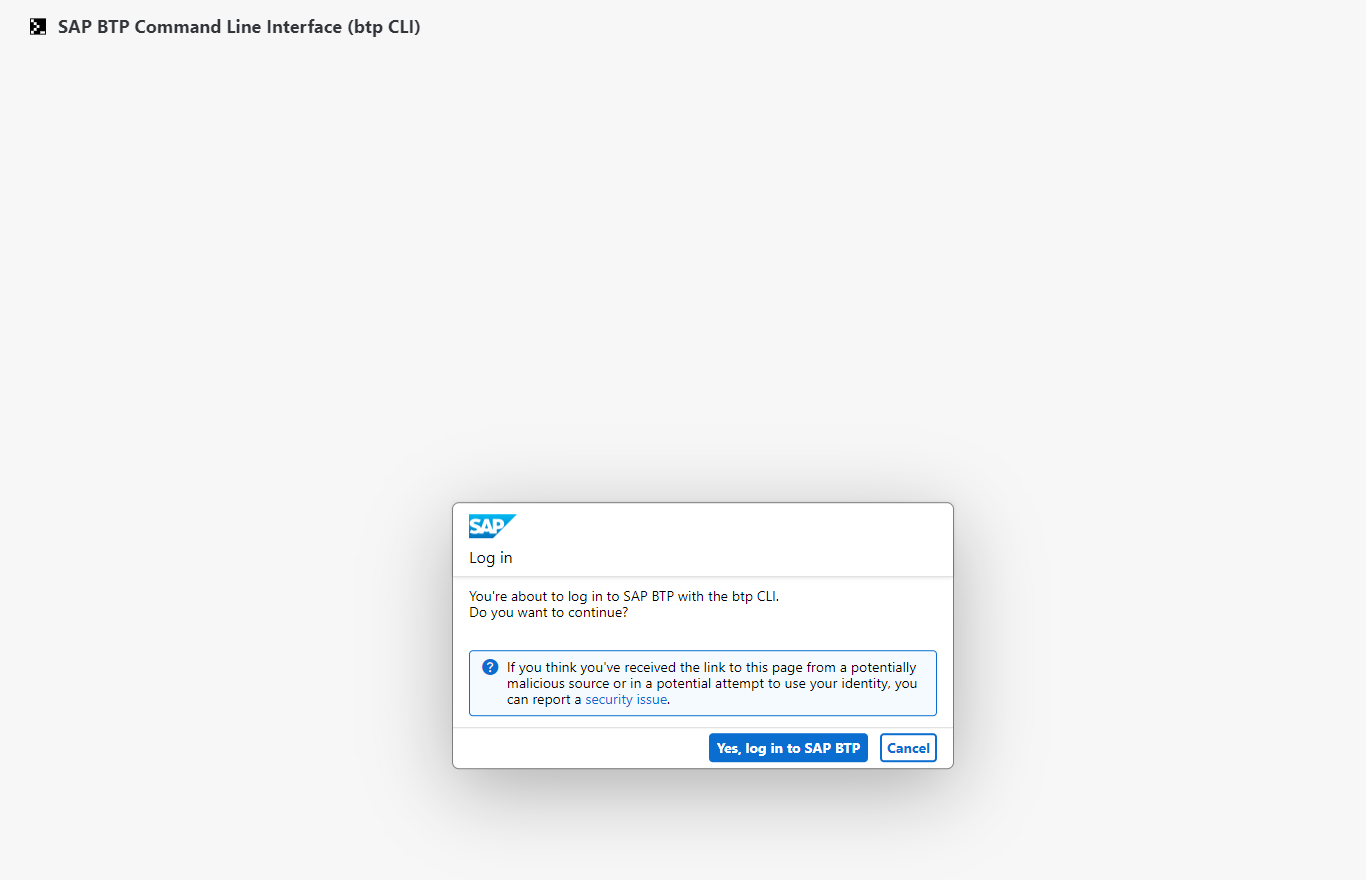 SAP BTP Command Line Interface (btp CLI)
SAP
Log in
You're about to log in to SAP BTP with the btp CLI.
Do you want to continue?
If you think you've received the link to this page from a potentially
malicious source or in a potential attempt to use your identity, you
can report a security issue.
Yes, log in to SAP BTP
Cancel